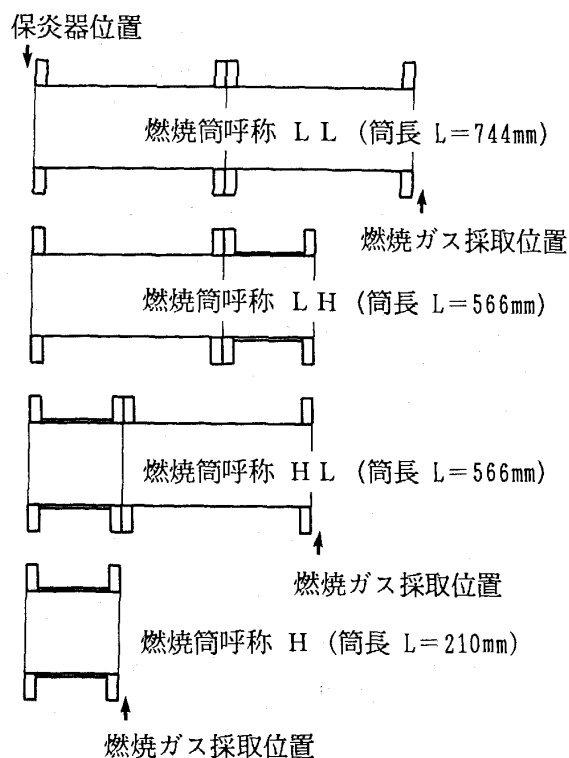 保炎器位置
燃焼筒呼称 LL (筒長 L=744mm)
燃焼ガス採取位置
燃焼筒呼称 LH (筒長 L=566mm)
燃焼筒呼称 HL (筒長 L=566mm)
燃焼ガス採取位置
燃焼筒呼称 H (筒長 L=210mm)
燃焼ガス採取位置